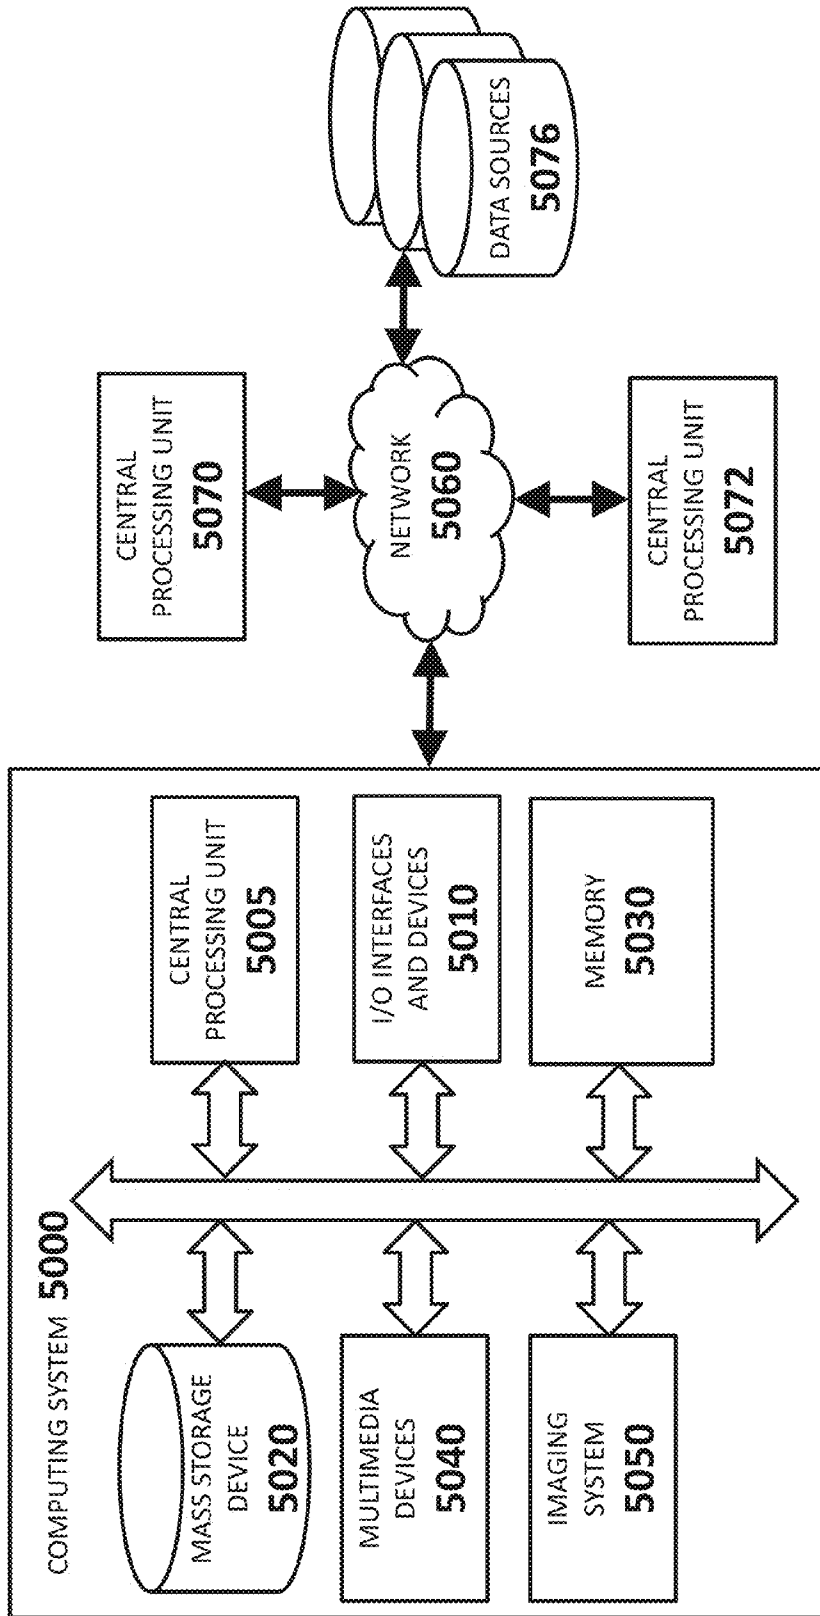 COMPUTING SYSTEM 5000
MASS STORAGE
DEVICE
5020
MULTIMEDIA
DEVICES
5040
IMAGING
SYSTEM
5050
CENTRAL
PROCESSING UNIT
5005
I/O INTERFACES
AND DEVICES
5010
MEMORY
5030
NETWORK
5060
CENTRAL
PROCESSING UNIT
5070
CENTRAL
PROCESSING UNIT
5072
DATA SOURCES
5076